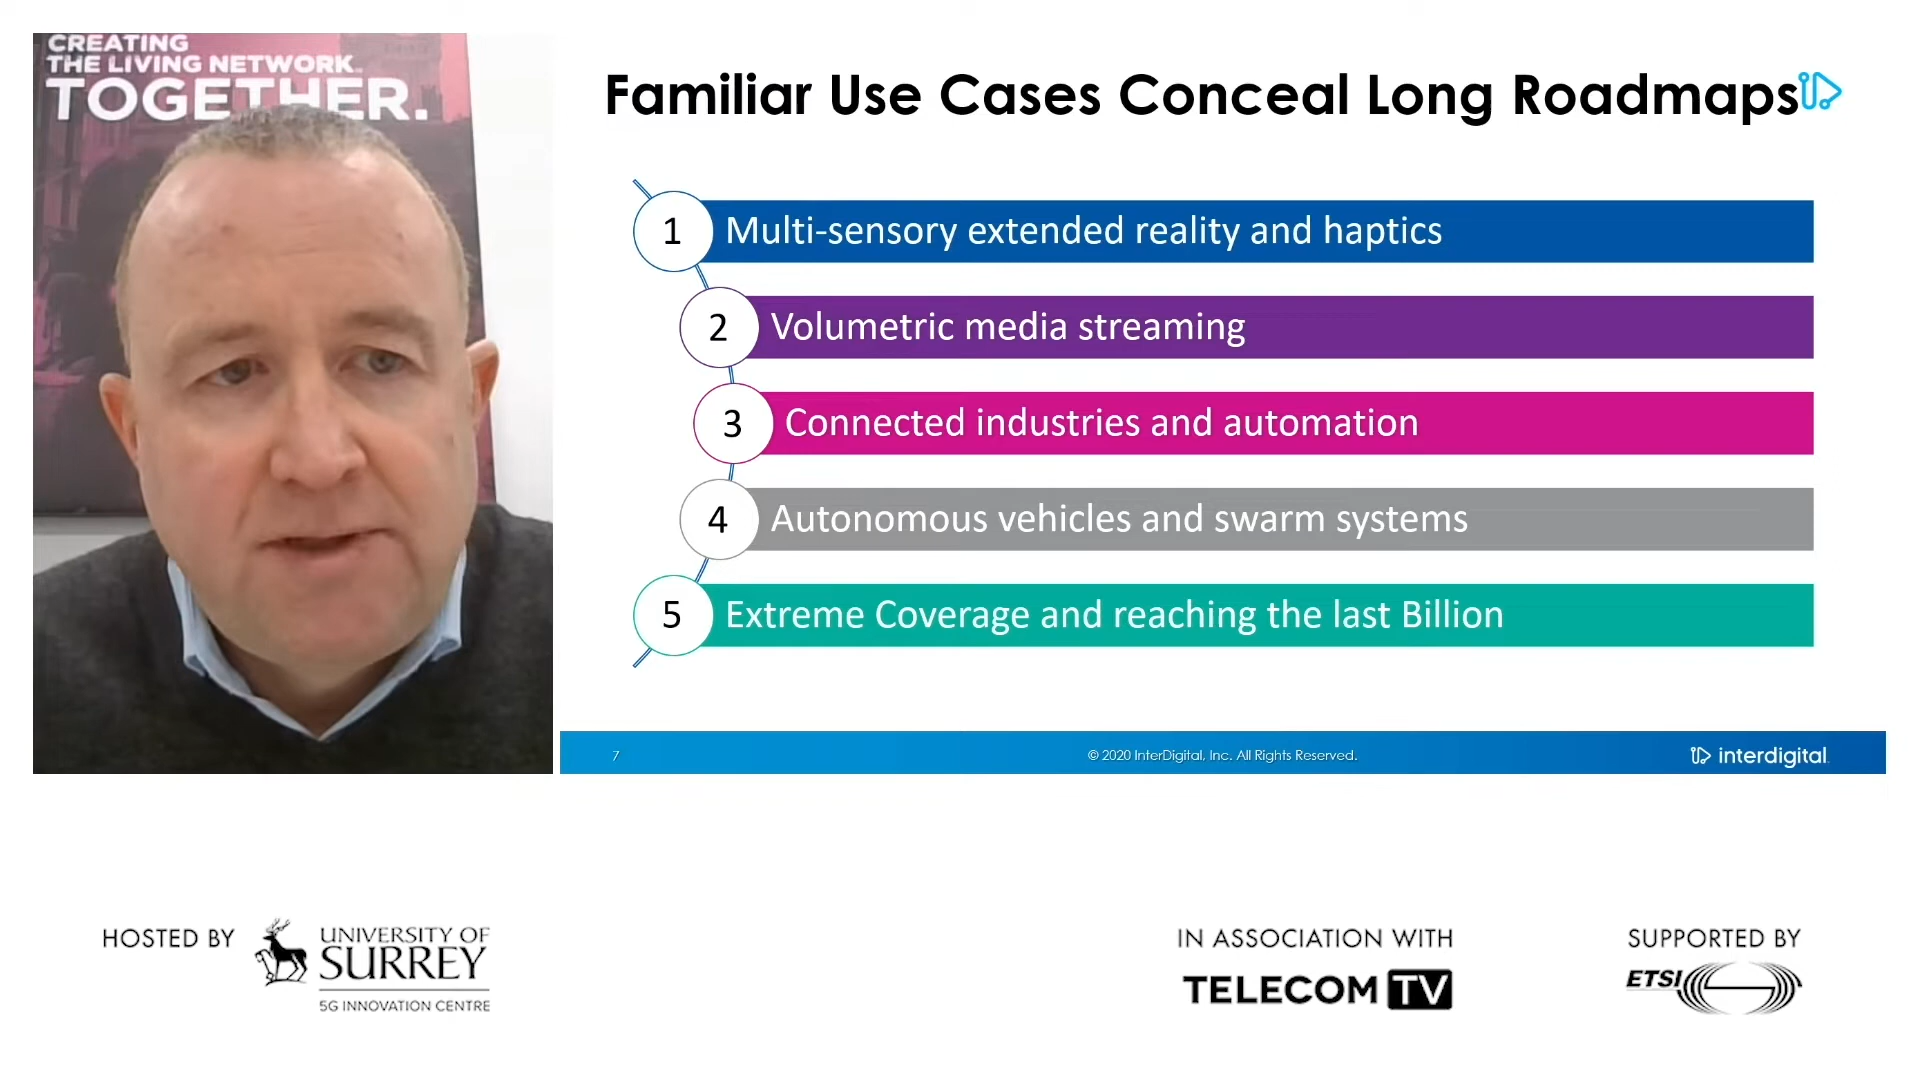 CREATING
THE LIVING NETWORK™
TOGETHER.
Familiar Use Cases Conceal Long Roadmaps
1 Multi-sensory extended reality and haptics
2 Volumetric media streaming
3 Connected industries and automation
4 Autonomous vehicles and swarm systems
5 Extreme Coverage and reaching the last Billion
7 © 2020 InterDigital, Inc. All Rights Reserved. interdigital
HOSTED BY
UNIVERSITY OF
SURREY
5G INNOVATION CENTRE
IN ASSOCIATION WITH
TELECOM TV
SUPPORTED BY
ETSI